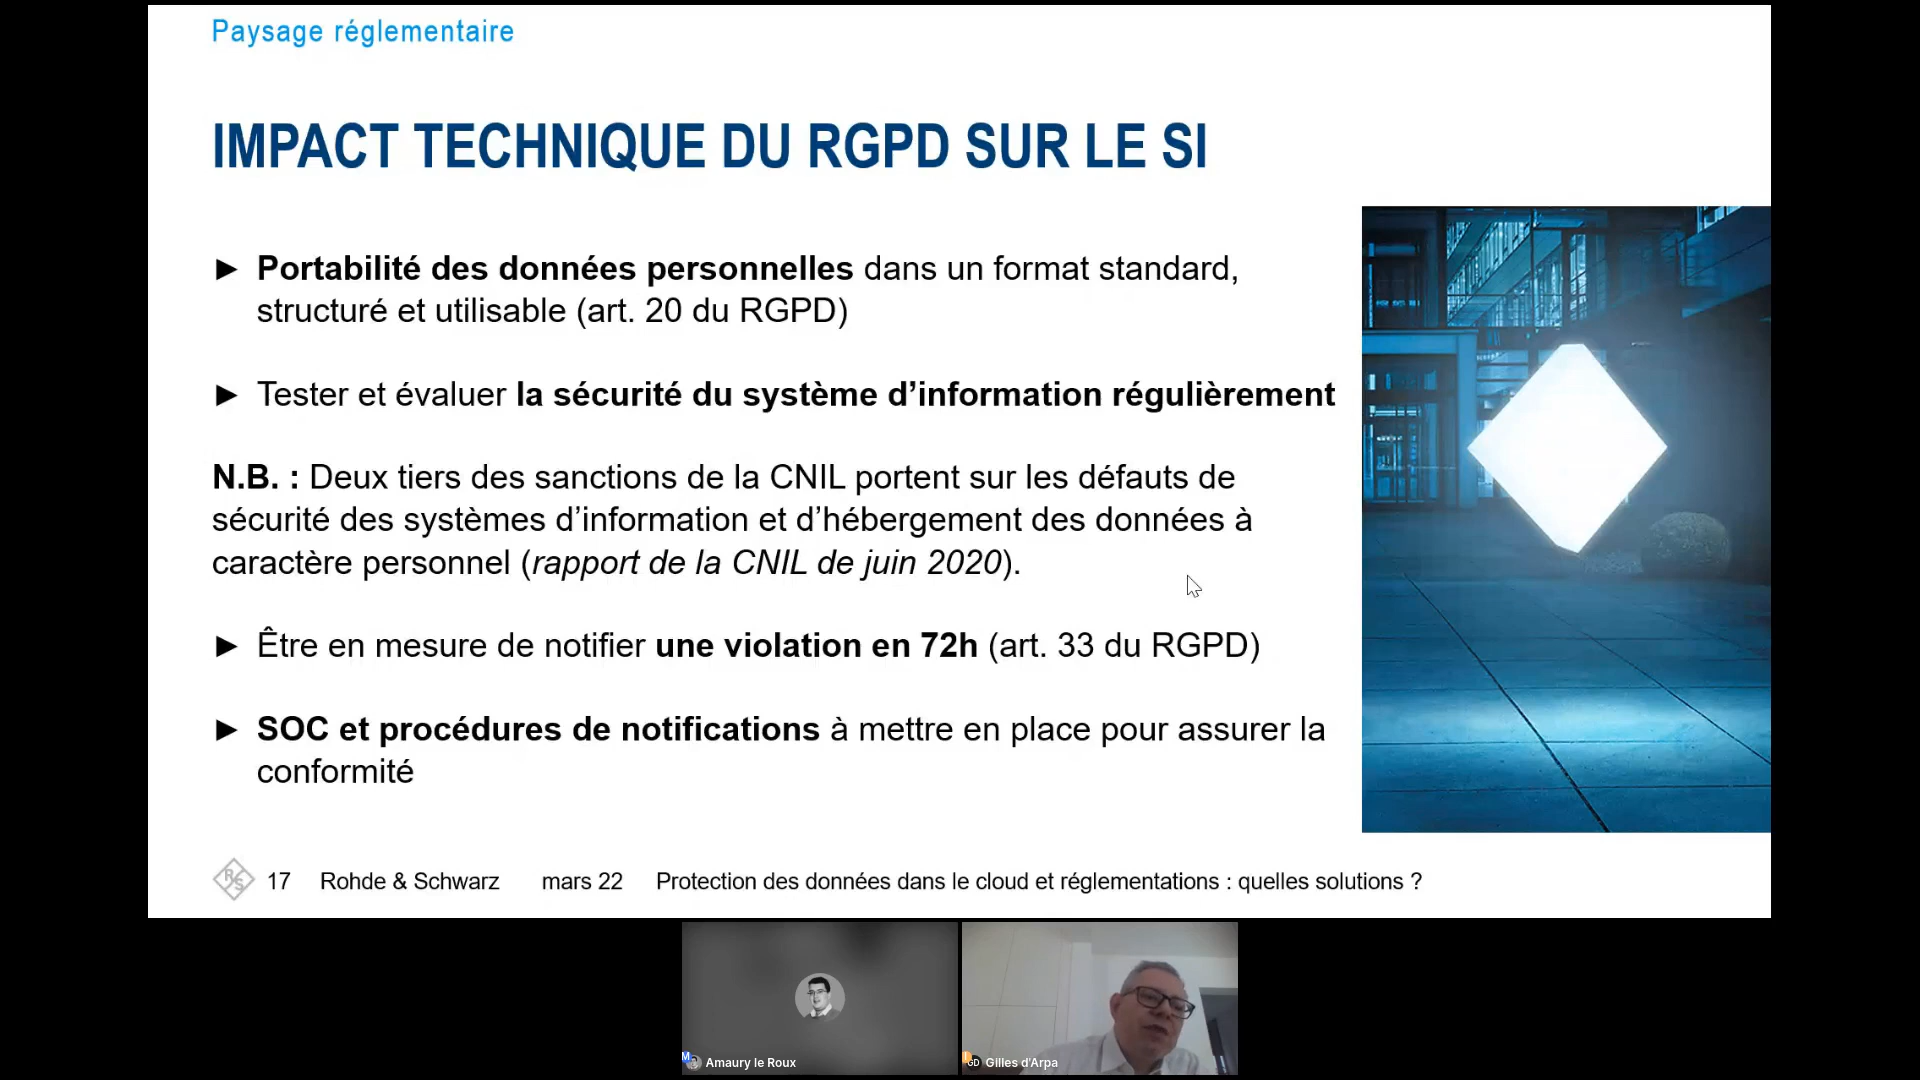 Paysage réglementaire
IMPACT TECHNIQUE DU RGPD SUR LE SI
► Portabilité des données personnelles dans un format standard,
structuré et utilisable (art. 20 du RGPD)
► Tester et évaluer la sécurité du système d’information régulièrement
N.B. : Deux tiers des sanctions de la CNIL portent sur les défauts de
sécurité des systèmes d’information et d’hébergement des données à
caractère personnel (rapport de la CNIL de juin 2020).
► Être en mesure de notifier une violation en 72h (art. 33 du RGPD)
► SOC et procédures de notifications à mettre en place pour assurer la
conformité
RS 17 Rohde & Schwarz mars 22 Protection des données dans le cloud et réglementations : quelles solutions ?
M Amaury le Roux
GD Gilles d'Arpa